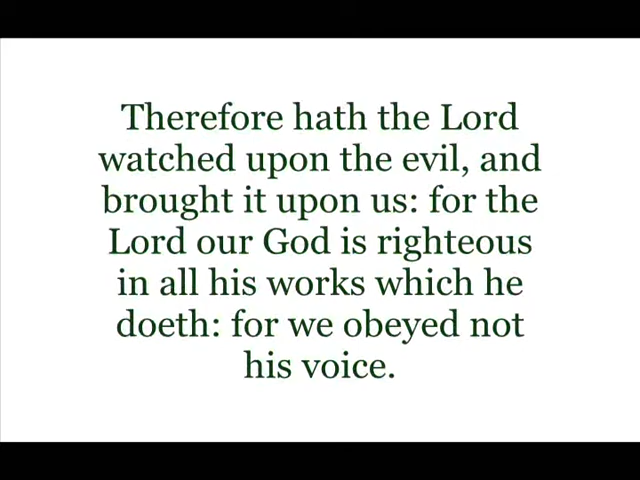 Therefore hath the Lord
watched upon the evil, and
brought it upon us: for the
Lord our God is righteous
in all his works which he
doeth: for we obeyed not
his voice.